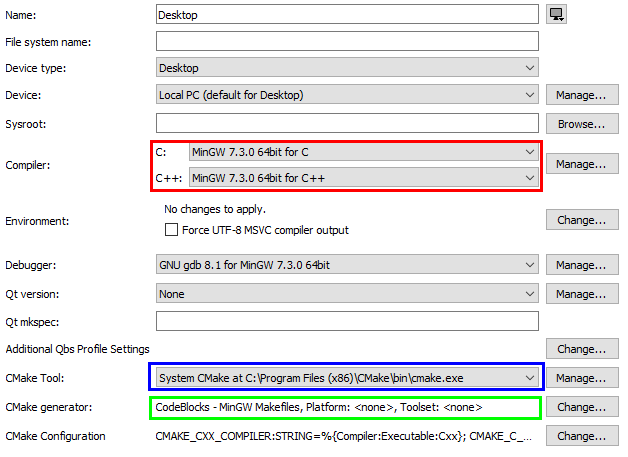 Name: Desktop
File system name:
Device type: Desktop
Device: Local PC (default for Desktop) Manage...
Sysroot: Browse...
C: MinGW 7.3.0 64bit for C
Compiler: Manage...
C++: MinGW 7.3.0 64bit for C++
No changes to apply.
Environment: Change...
Force UTF-8 MSVC compiler output
Debugger: GNU gdb 8.1 for MinGW 7.3.0 64bit Manage...
Qt version: None Manage...
Qt mkspec:
Additional Qbs Profile Settings Change...
CMake Tool: System CMake at C:\Program Files (x86)\CMake\bin\cmake.exe Manage...
CMake generator: CodeBlocks - MinGW Makefiles, Platform: <none>, Toolset: <none> Change...
CMake Configuration CMAKE_CXX_COMPILER:STRING=%{Compiler:Executable:Cxx}; CMAKE_C_... Change...